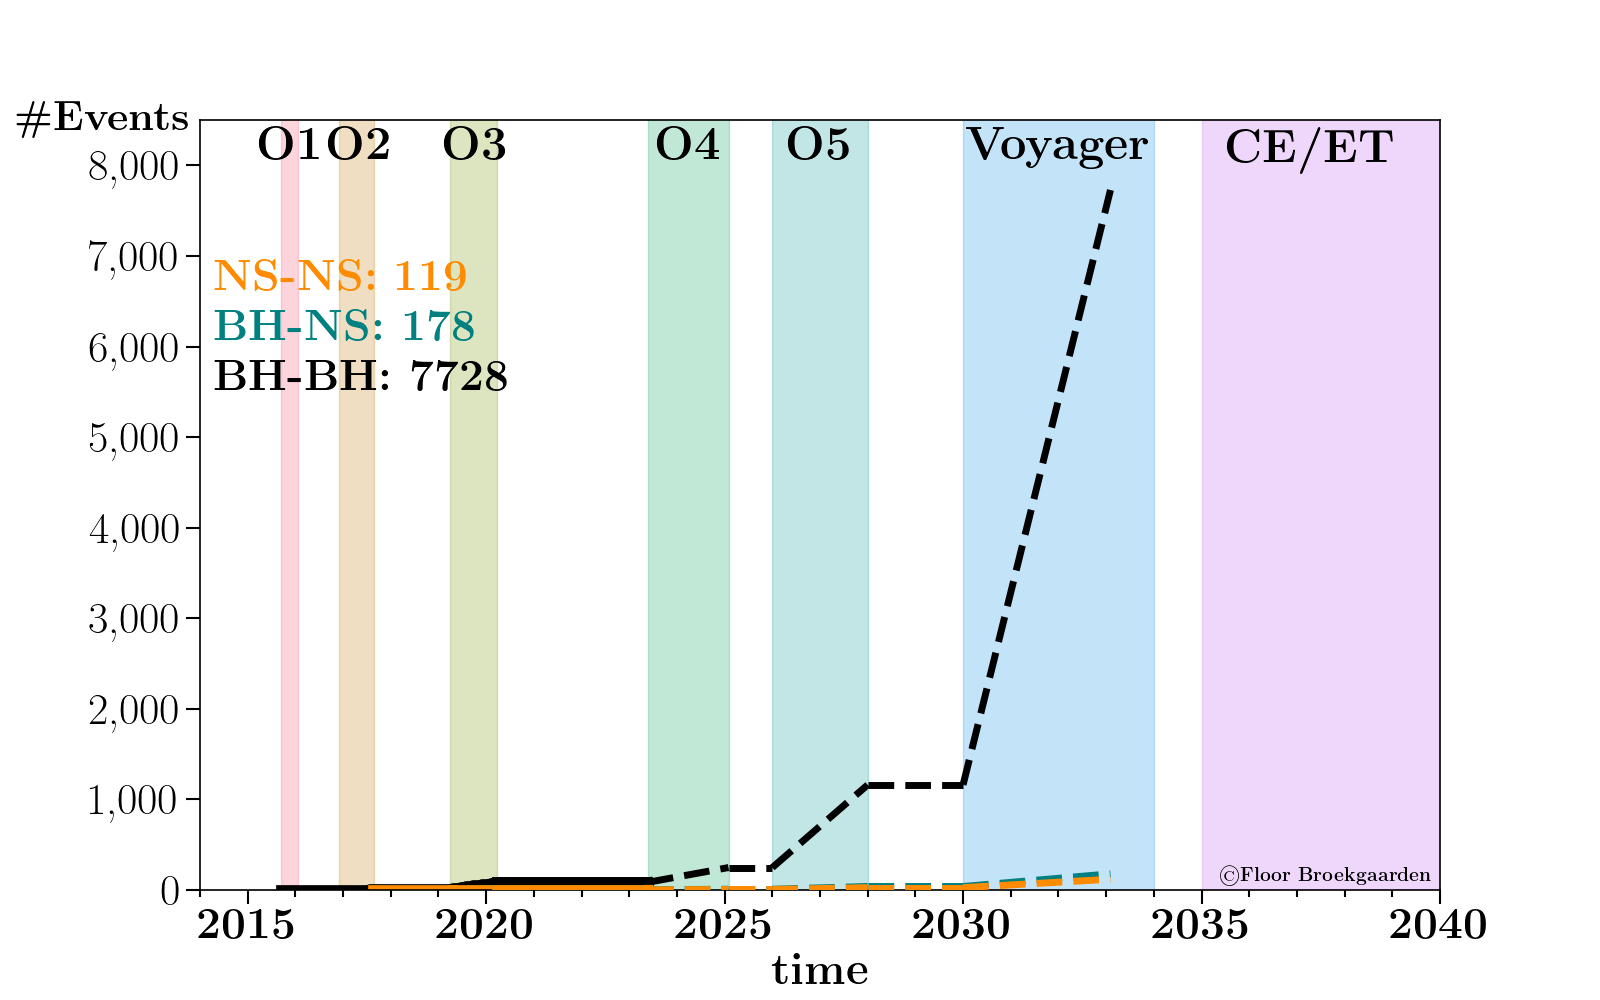 #Events
O1 O2 O3 O4 O5 Voyager CE/ET
8,000
7,000
NS-NS: 119
BH-NS: 178
6,000
BH-BH: 7728
5,000
4,000
3,000
2,000
1,000
©Floor Broekgaarden
0
2015 2020 2025 2030 2035 2040
time